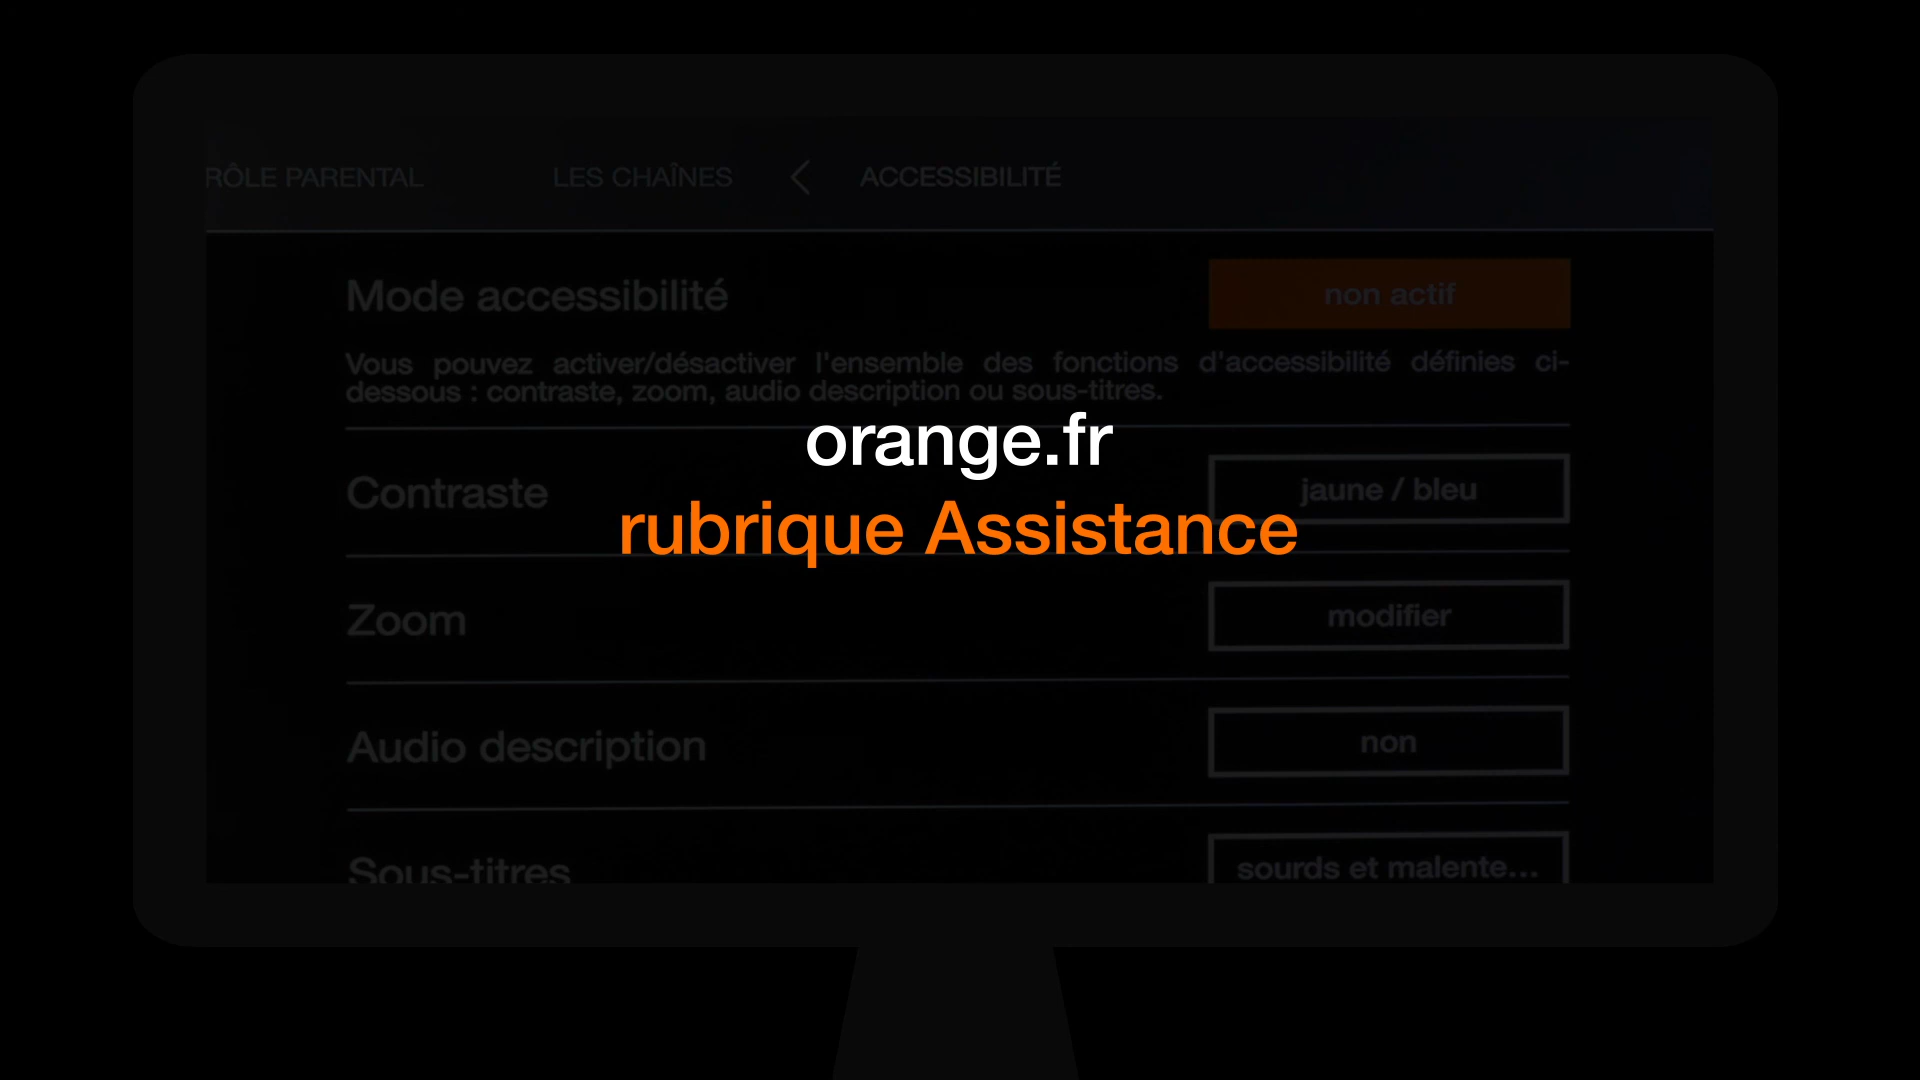 RÔLE PARENTAL
LES CHAÎNES
ACCESSIBILITÉ
Mode accessibilité
non actif
Vous pouvez activer/désactiver l'ensemble des fonctions d'accessibilité définies ci-
dessous : contraste, zoom, audio description ou sous-titres.
orange.fr
rubrique Assistance
Contraste
jaune / bleu
Zoom
modifier
Audio description
non
Sous-titres
sourds et malente...